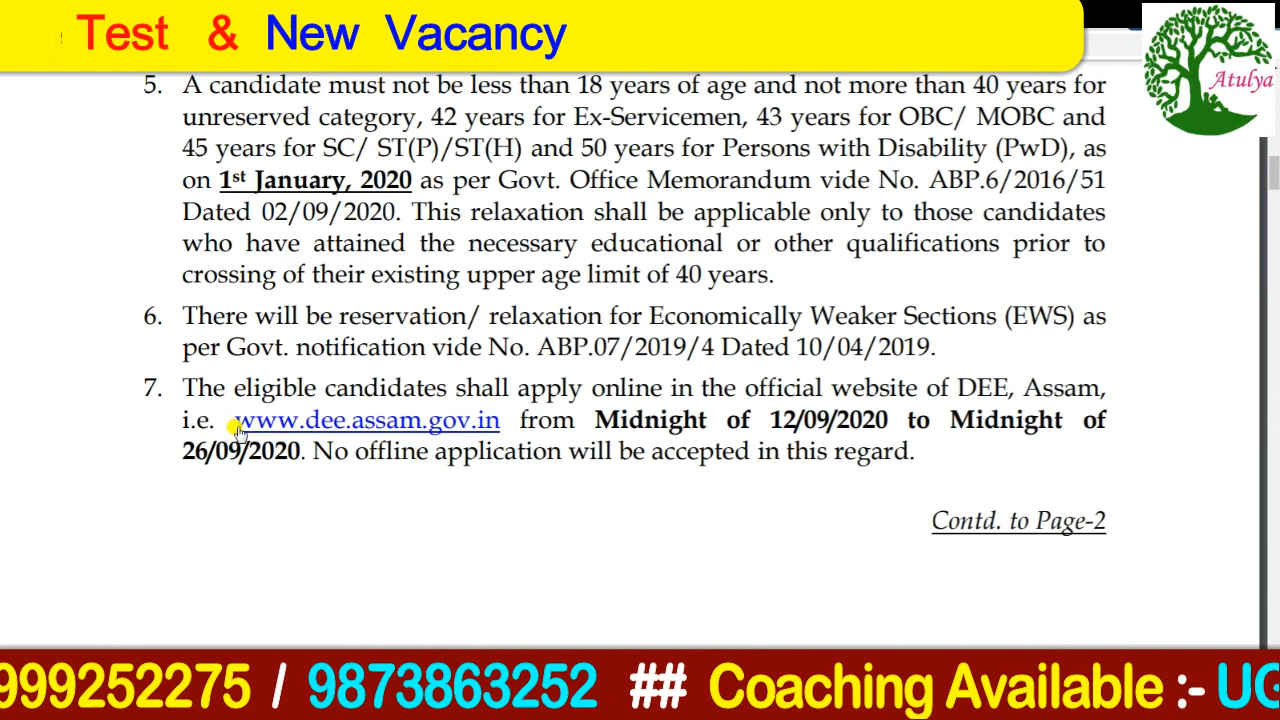 Test & New Vacancy
Atulya
5. A candidate must not be less than 18 years of age and not more than 40 years for
unreserved category, 42 years for Ex-Servicemen, 43 years for OBC/ MOBC and
45 years for SC/ ST(P)/ST(H) and 50 years for Persons with Disability (PwD), as
on 1st January, 2020 as per Govt. Office Memorandum vide No. ABP.6/2016/51
Dated 02/09/2020. This relaxation shall be applicable only to those candidates
who have attained the necessary educational or other qualifications prior to
crossing of their existing upper age limit of 40 years.
6. There will be reservation/ relaxation for Economically Weaker Sections (EWS) as
per Govt. notification vide No. ABP.07/2019/4 Dated 10/04/2019.
7. The eligible candidates shall apply online in the official website of DEE, Assam,
i.e. www.dee.assam.gov.in from Midnight of 12/09/2020 to Midnight of
26/09/2020. No offline application will be accepted in this regard.
Contd. to Page-2
999252275 / 9873863252 ## Coaching Available :- UG